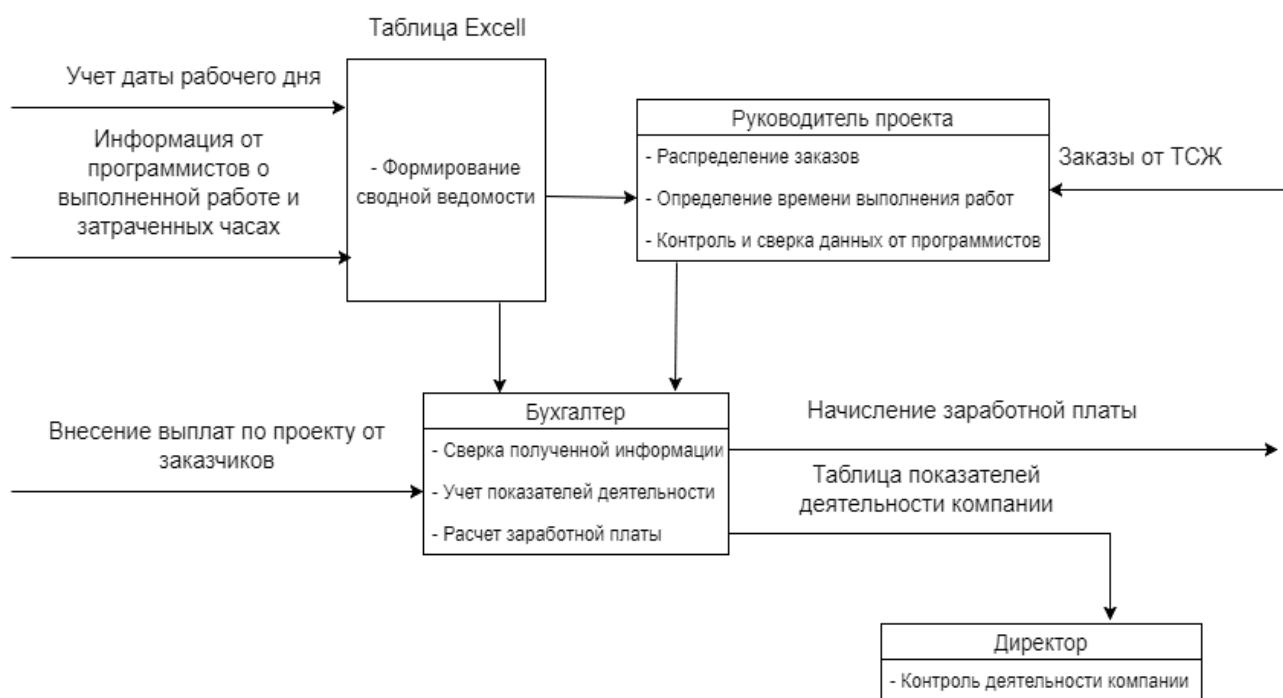 Таблица Excell
Учет даты рабочего дня
Информация от
программистов о
выполненной работе и
затраченных часах
- Формирование
сводной ведомости
Руководитель проекта
- Распределение заказов
- Определение времени выполнения работ
- Контроль и сверка данных от программистов
Заказы от ТСЖ
Внесение выплат по проекту от
заказчиков
Бухгалтер
- Сверка полученной информации
- Учет показателей деятельности
- Расчет заработной платы
Начисление заработной платы
Таблица показателей
деятельности компании
Директор
- Контроль деятельности компании